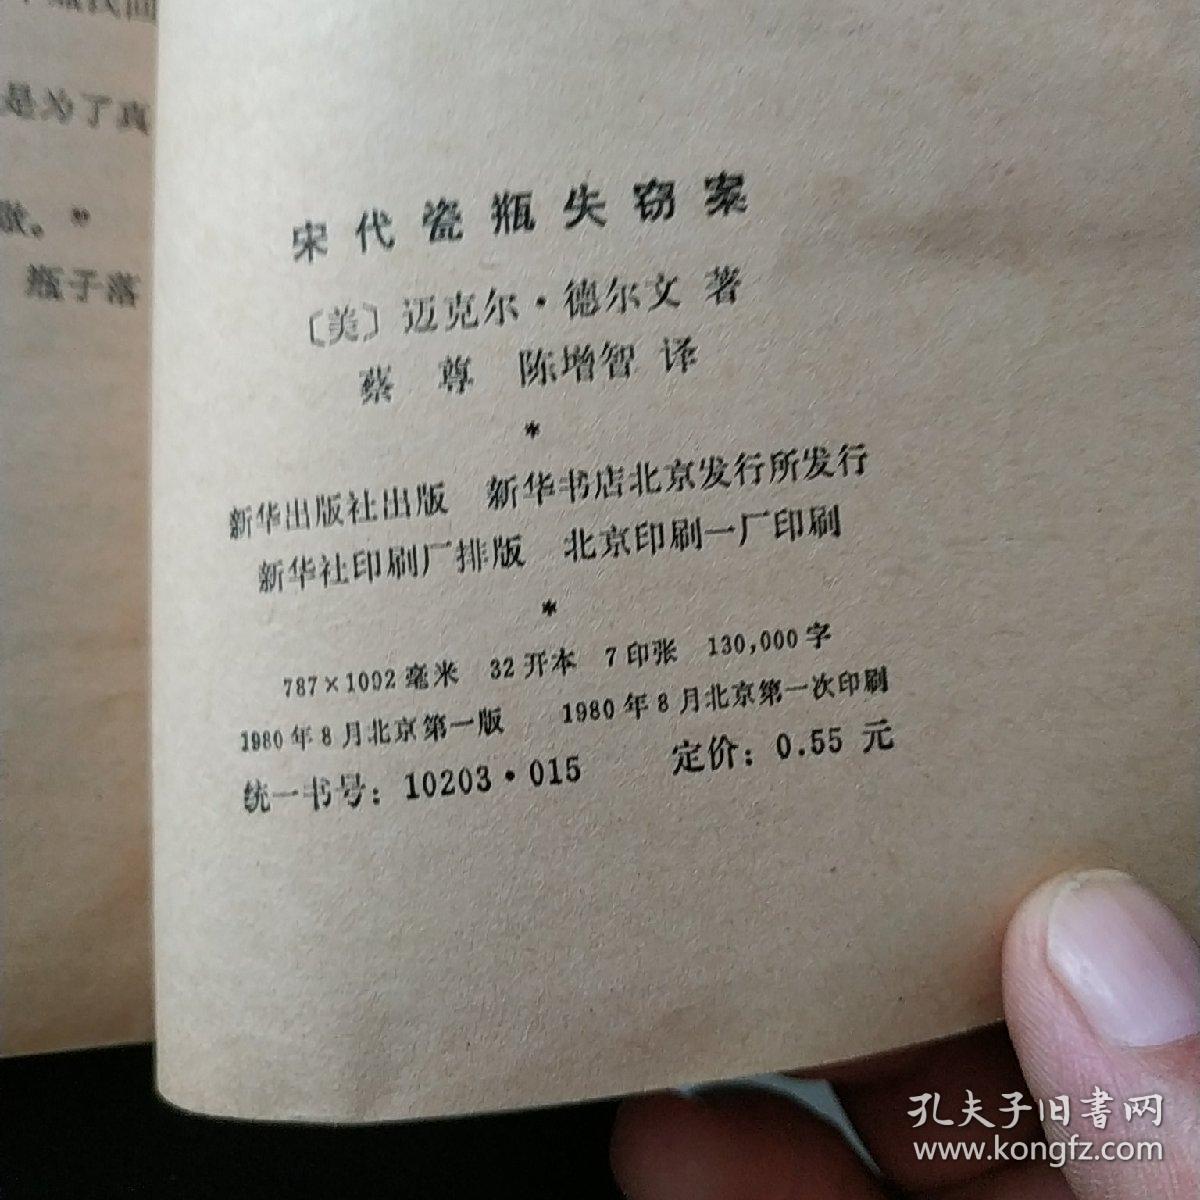 是为了真
歉。”
瓶子落
宋代瓷瓶失窃案
〔美〕迈克尔·德尔文 著
蔡 尊 陈增智 译
*
新华出版社出版 新华书店北京发行所发行
新华社印刷厂排版 北京印刷一厂印刷
*
787×1092毫米 32开本 7印张 130,000字
1980年8月北京第一版 1980年8月北京第一次印刷
统一书号：10203·015 定价：0.55元
孔夫子旧書网
www.kongfz.com